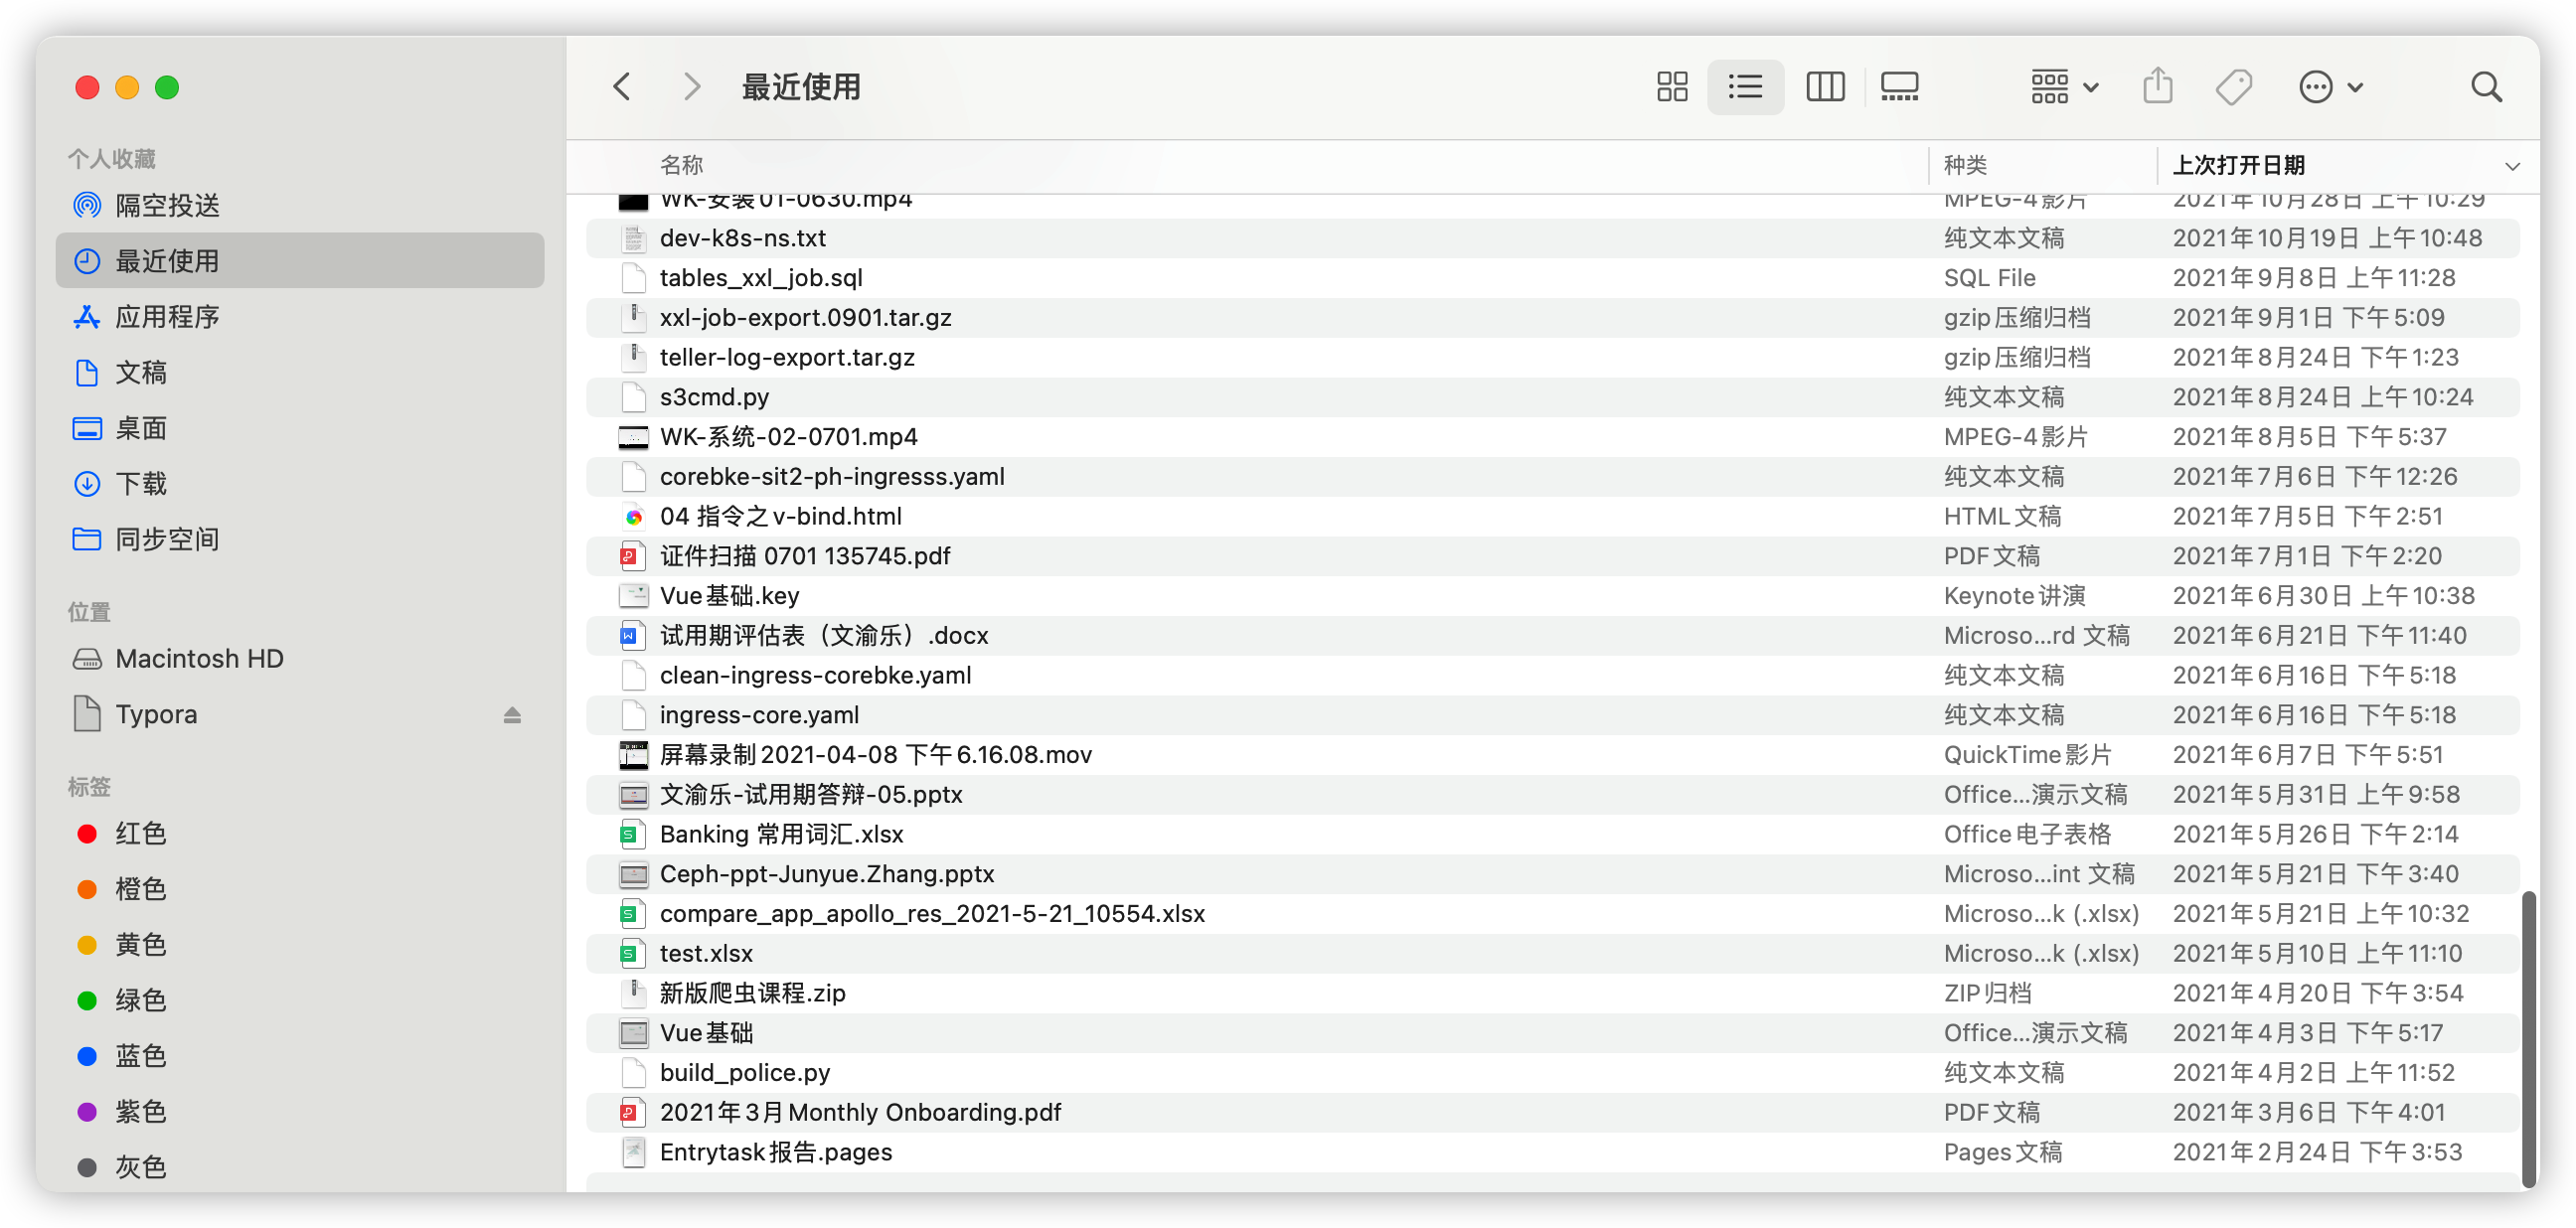 最近使用
个人收藏
隔空投送
最近使用
应用程序
文稿
桌面
下载
同步空间
位置
Macintosh HD
Typora
标签
红色
橙色
黄色
绿色
蓝色
紫色
灰色
名称 种类 上次打开日期
WK-安装01-0630.mp4 MPEG-4影片 2021年10月28日 上午10:29
dev-k8s-ns.txt 纯文本文稿 2021年10月19日 上午10:48
tables_xxl_job.sql SQL File 2021年9月8日 上午11:28
xxl-job-export.0901.tar.gz gzip压缩归档 2021年9月1日 下午5:09
teller-log-export.tar.gz gzip压缩归档 2021年8月24日 下午1:23
s3cmd.py 纯文本文稿 2021年8月24日 上午10:24
WK-系统-02-0701.mp4 MPEG-4影片 2021年8月5日 下午5:37
corebke-sit2-ph-ingresss.yaml 纯文本文稿 2021年7月6日 下午12:26
04 指令之v-bind.html HTML文稿 2021年7月5日 下午2:51
证件扫描 0701 135745.pdf PDF文稿 2021年7月1日 下午2:20
Vue基础.key Keynote讲演 2021年6月30日 上午10:38
试用期评估表（文渝乐）.docx Microso...rd 文稿 2021年6月21日 下午11:40
clean-ingress-corebke.yaml 纯文本文稿 2021年6月16日 下午5:18
ingress-core.yaml 纯文本文稿 2021年6月16日 下午5:18
屏幕录制2021-04-08 下午6.16.08.mov QuickTime影片 2021年6月7日 下午5:51
文渝乐-试用期答辩-05.pptx Office...演示文稿 2021年5月31日 上午9:58
Banking 常用词汇.xlsx Office电子表格 2021年5月26日 下午2:14
Ceph-ppt-Junyue.Zhang.pptx Microso...int 文稿 2021年5月21日 下午3:40
compare_app_apollo_res_2021-5-21_10554.xlsx Microso...k (.xlsx) 2021年5月21日 上午10:32
test.xlsx Microso...k (.xlsx) 2021年5月10日 上午11:10
新版爬虫课程.zip ZIP归档 2021年4月20日 下午3:54
Vue基础 Office...演示文稿 2021年4月3日 下午5:17
build_police.py 纯文本文稿 2021年4月2日 上午11:52
2021年3月Monthly Onboarding.pdf PDF文稿 2021年3月6日 下午4:01
Entrytask报告.pages Pages文稿 2021年2月24日 下午3:53